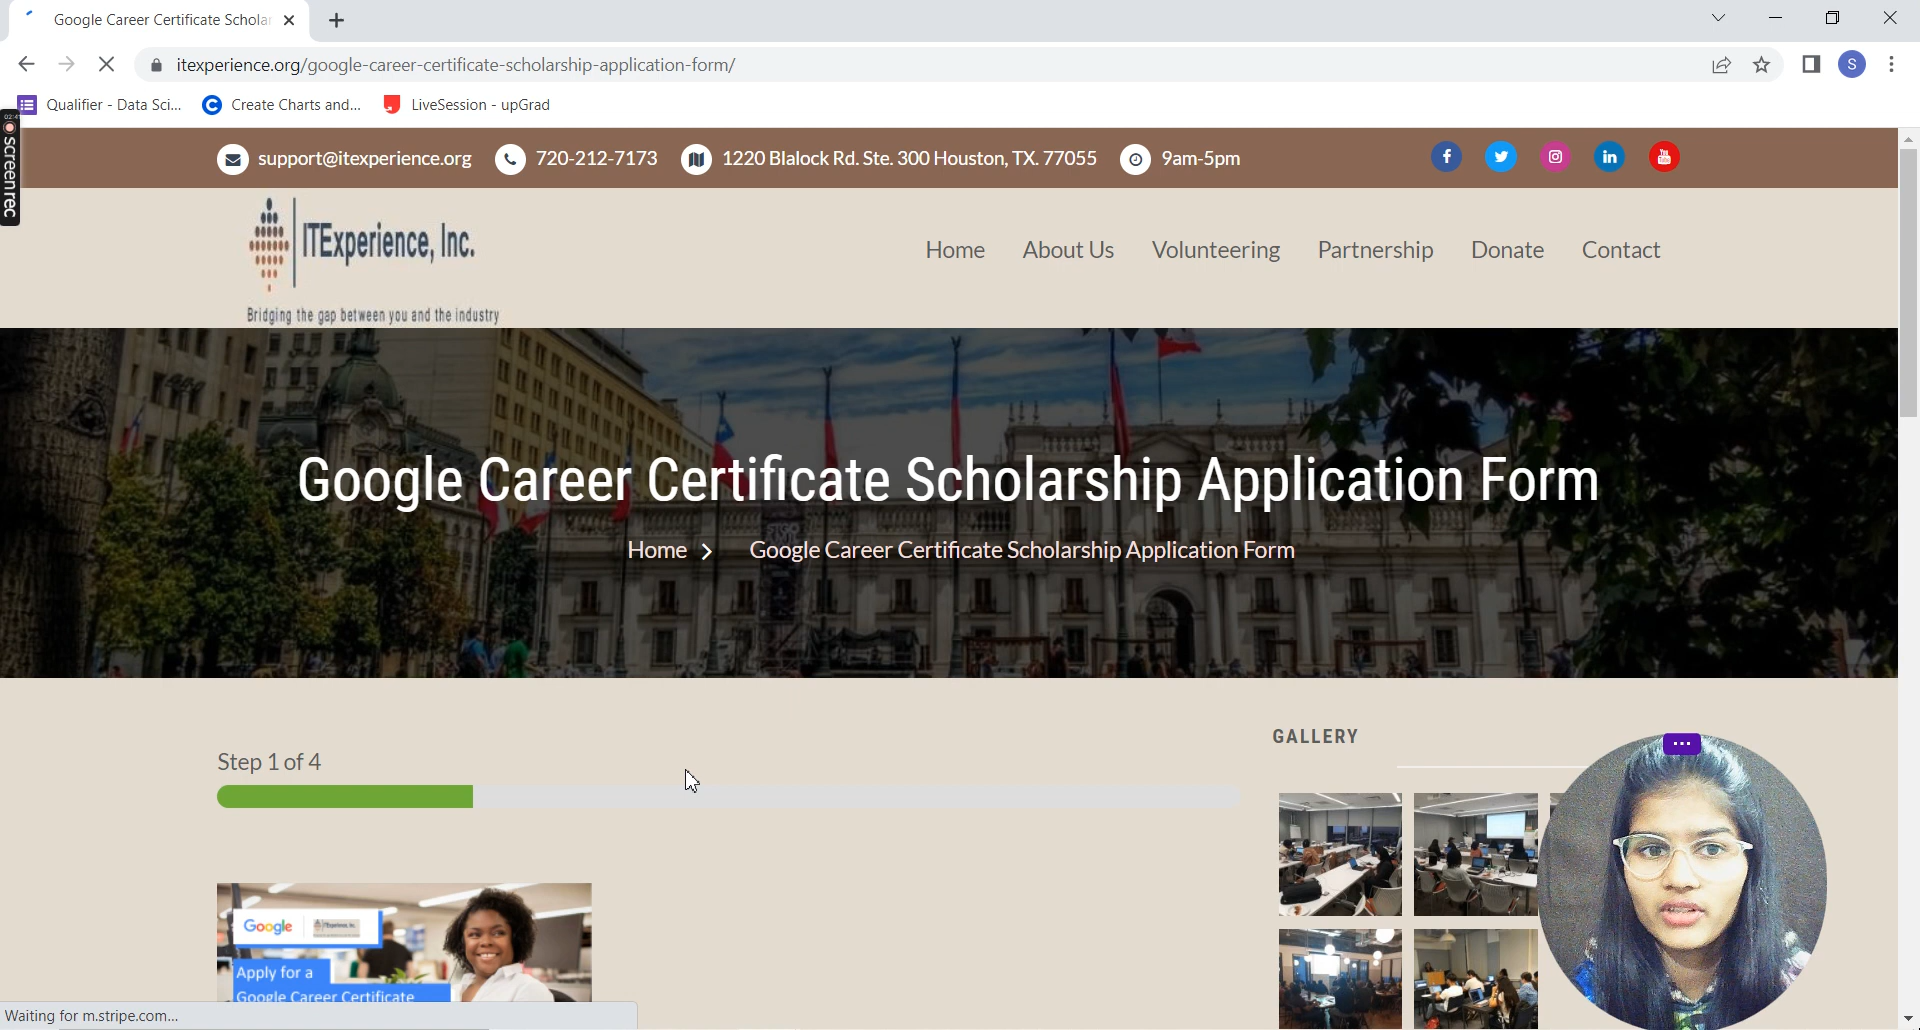 Google Career Certificate Schola
itexperience.org/google-career-certificate-scholarship-application-form/
S
Qualifier - Data Sci...
Create Charts and...
LiveSession - upGrad
screenrec
support@itexperience.org
720-212-7173
1220 Blalock Rd. Ste. 300 Houston, TX. 77055
9am-5pm
ITExperience, Inc.
Bridging the gap between you and the industry
Home
About Us
Volunteering
Partnership
Donate
Contact
Google Career Certificate Scholarship Application Form
Home > Google Career Certificate Scholarship Application Form
GALLERY
Step 1 of 4
Google
ITExperience, Inc.
Apply for a
Google Career Certificate
Waiting for m.stripe.com...